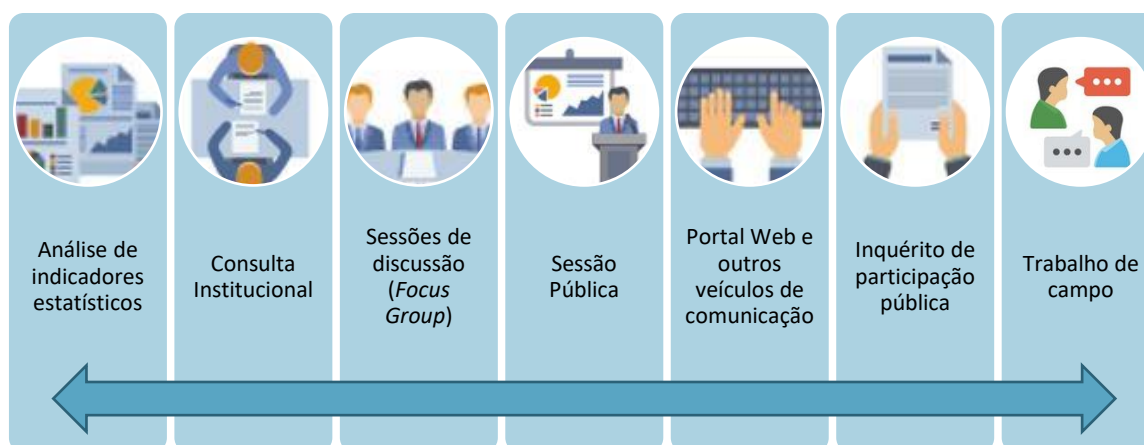 Análise de
indicadores
estatísticos
Consulta
Institucional
Sessões de
discussão
(Focus
Group)
Sessão
Pública
Portal Web e
outros
veículos de
comunicação
Inquérito de
participação
pública
Trabalho de
campo